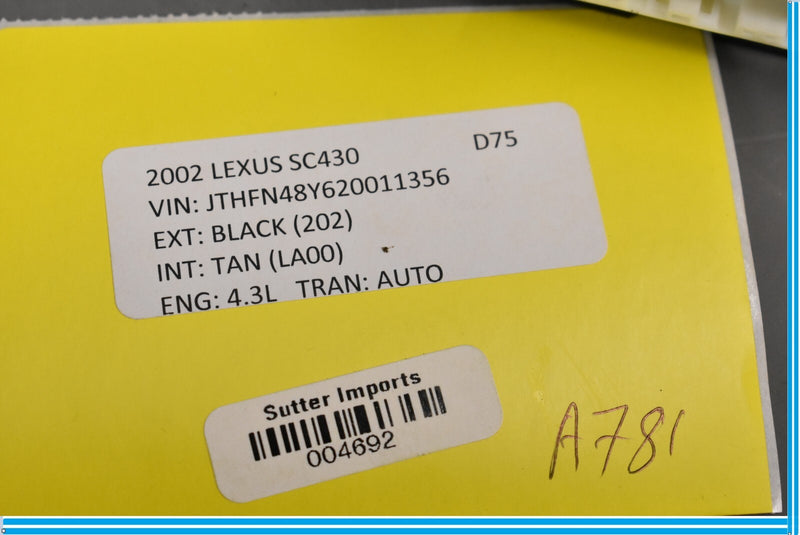 2002 LEXUS SC430 D75
VIN: JTHFN48Y620011356
EXT: BLACK (202)
INT: TAN (LA00)
ENG: 4.3L TRAN: AUTO
Sutter Imports
004692
A781